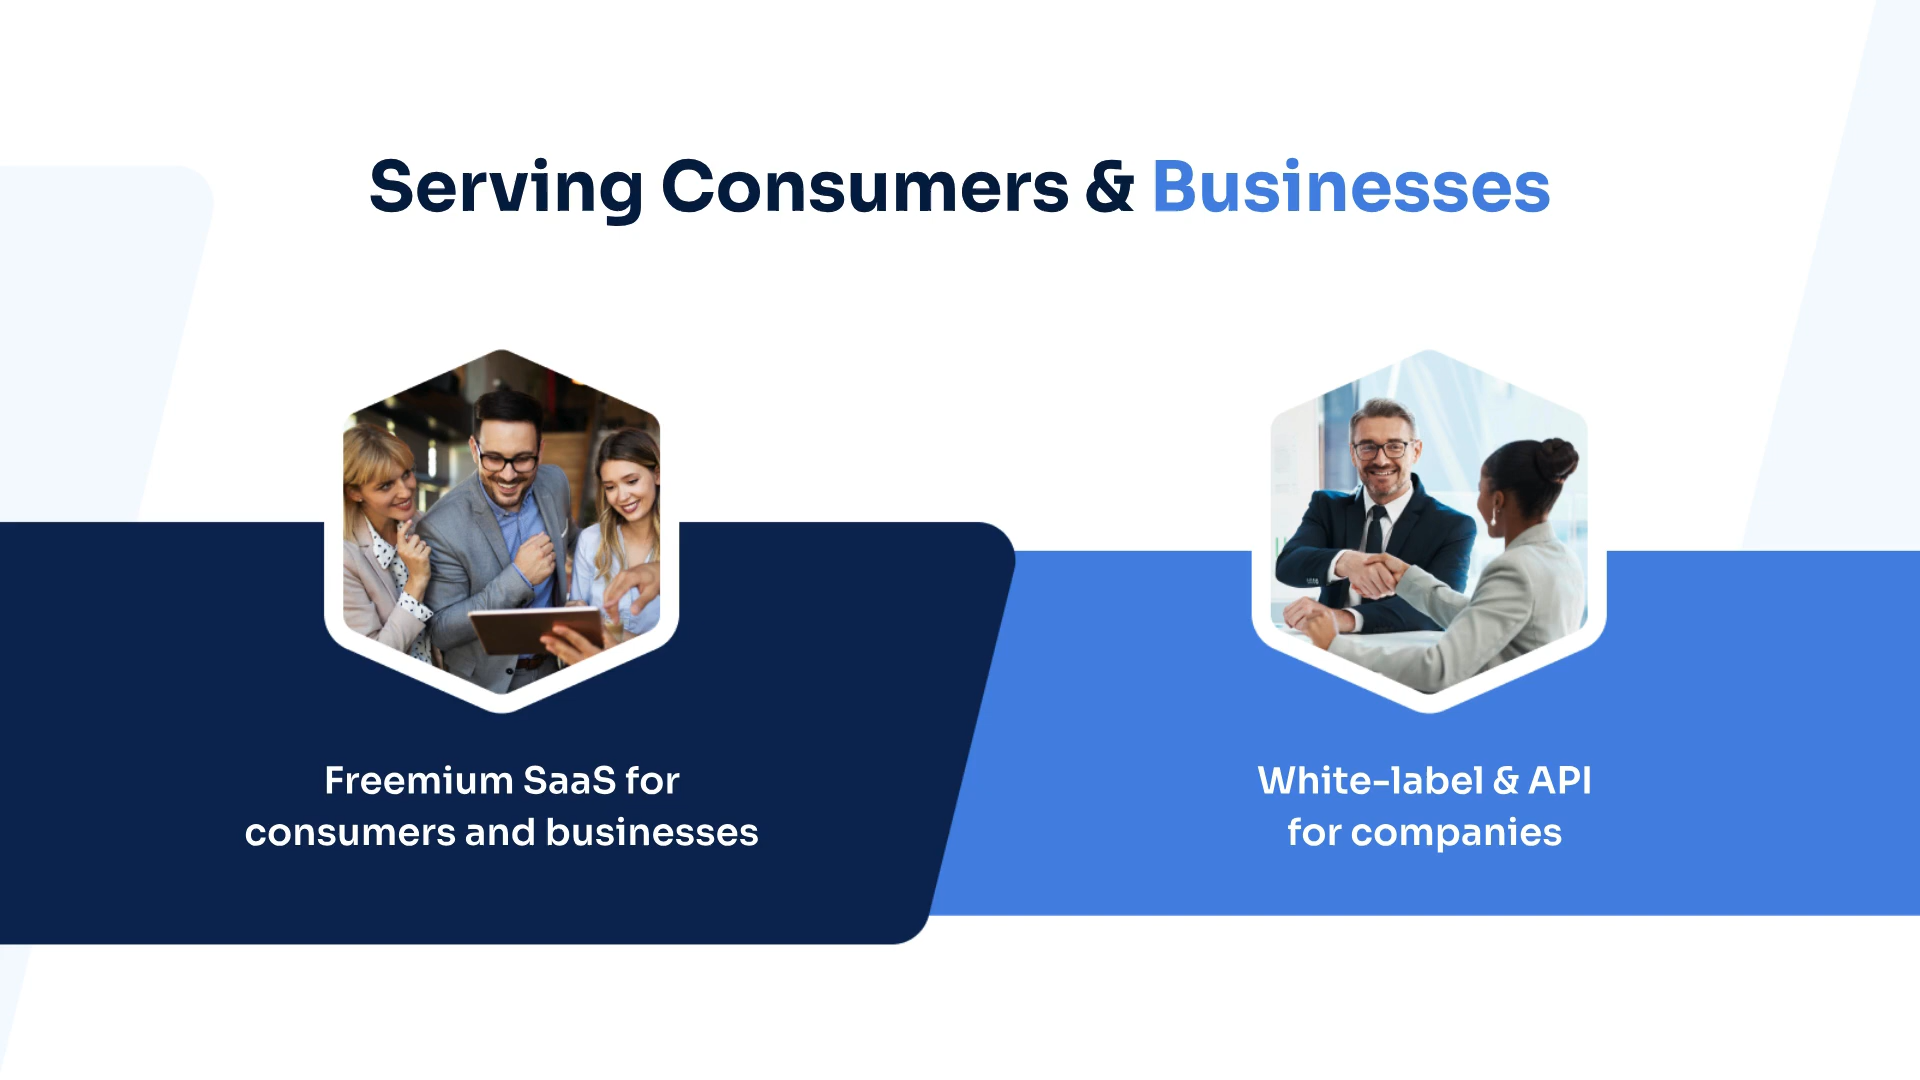 Serving Consumers & Businesses
Freemium SaaS for
consumers and businesses
White-label & API
for companies